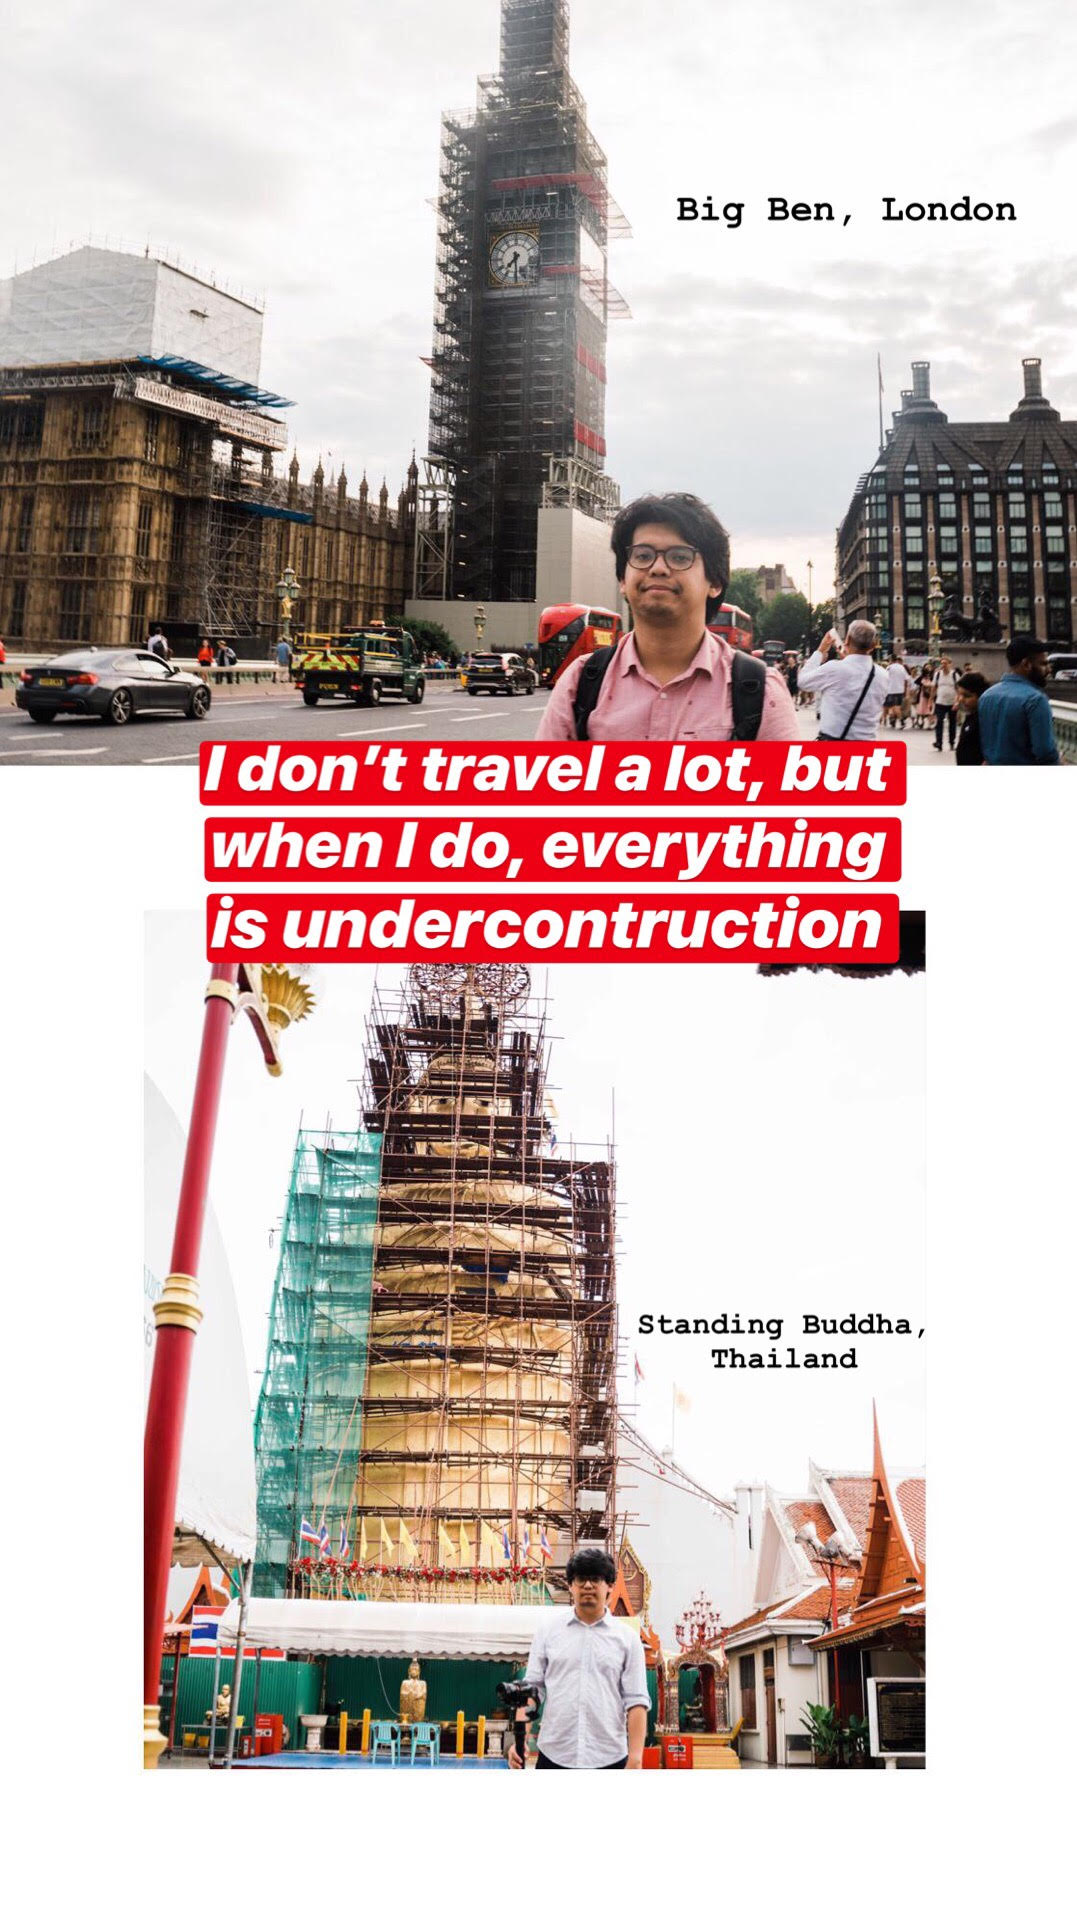 Big Ben, London
I don't travel a lot, but
when I do, everything
is undercontruction
Standing Buddha,
Thailand